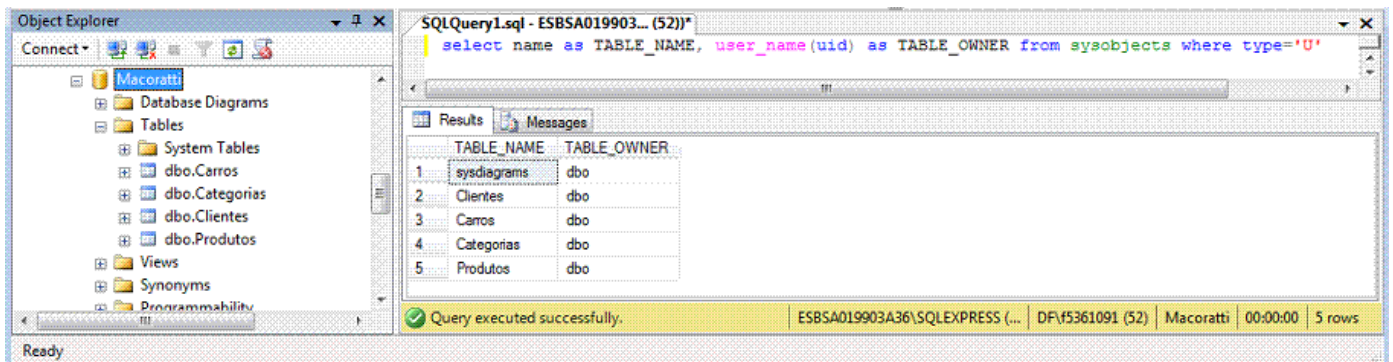 Object Explorer
Connect
Macoratti
Database Diagrams
Tables
System Tables
dbo.Carros
dbo.Categorias
dbo.Clientes
dbo.Produtos
Views
Synonyms
Programmability
SQLQuery1.sql - ESBSA019903... (52))*
select name as TABLE_NAME, user_name(uid) as TABLE_OWNER from sysobjects where type='U'
Results Messages
TABLE_NAME TABLE_OWNER
1 sysdiagrams dbo
2 Clientes dbo
3 Carros dbo
4 Categorias dbo
5 Produtos dbo
Query executed successfully. ESBSA019903A36\SQLEXPRESS (... DF\f5361091 (52) Macoratti 00:00:00 5 rows
Ready